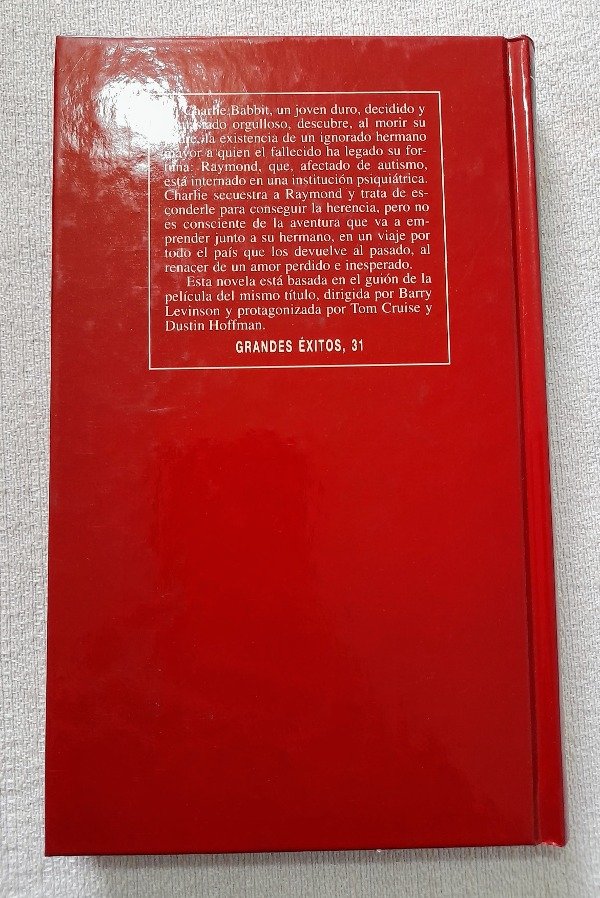 Charlie Babbit, un joven duro, decidido y
orgulloso, descubre, al morir su
la existencia de un ignorado hermano
mayor a quien el fallecido ha legado su for-
tuna: Raymond, que, afectado de autismo,
está internado en una institución psiquiátrica.
Charlie secuestra a Raymond y trata de es-
conderle para conseguir la herencia, pero no
es consciente de la aventura que va a em-
prender junto a su hermano, en un viaje por
todo el país que los devuelve al pasado, al
renacer de un amor perdido e inesperado.
Esta novela está basada en el guión de la
película del mismo título, dirigida por Barry
Levinson y protagonizada por Tom Cruise y
Dustin Hoffman.
GRANDES ÉXITOS, 31